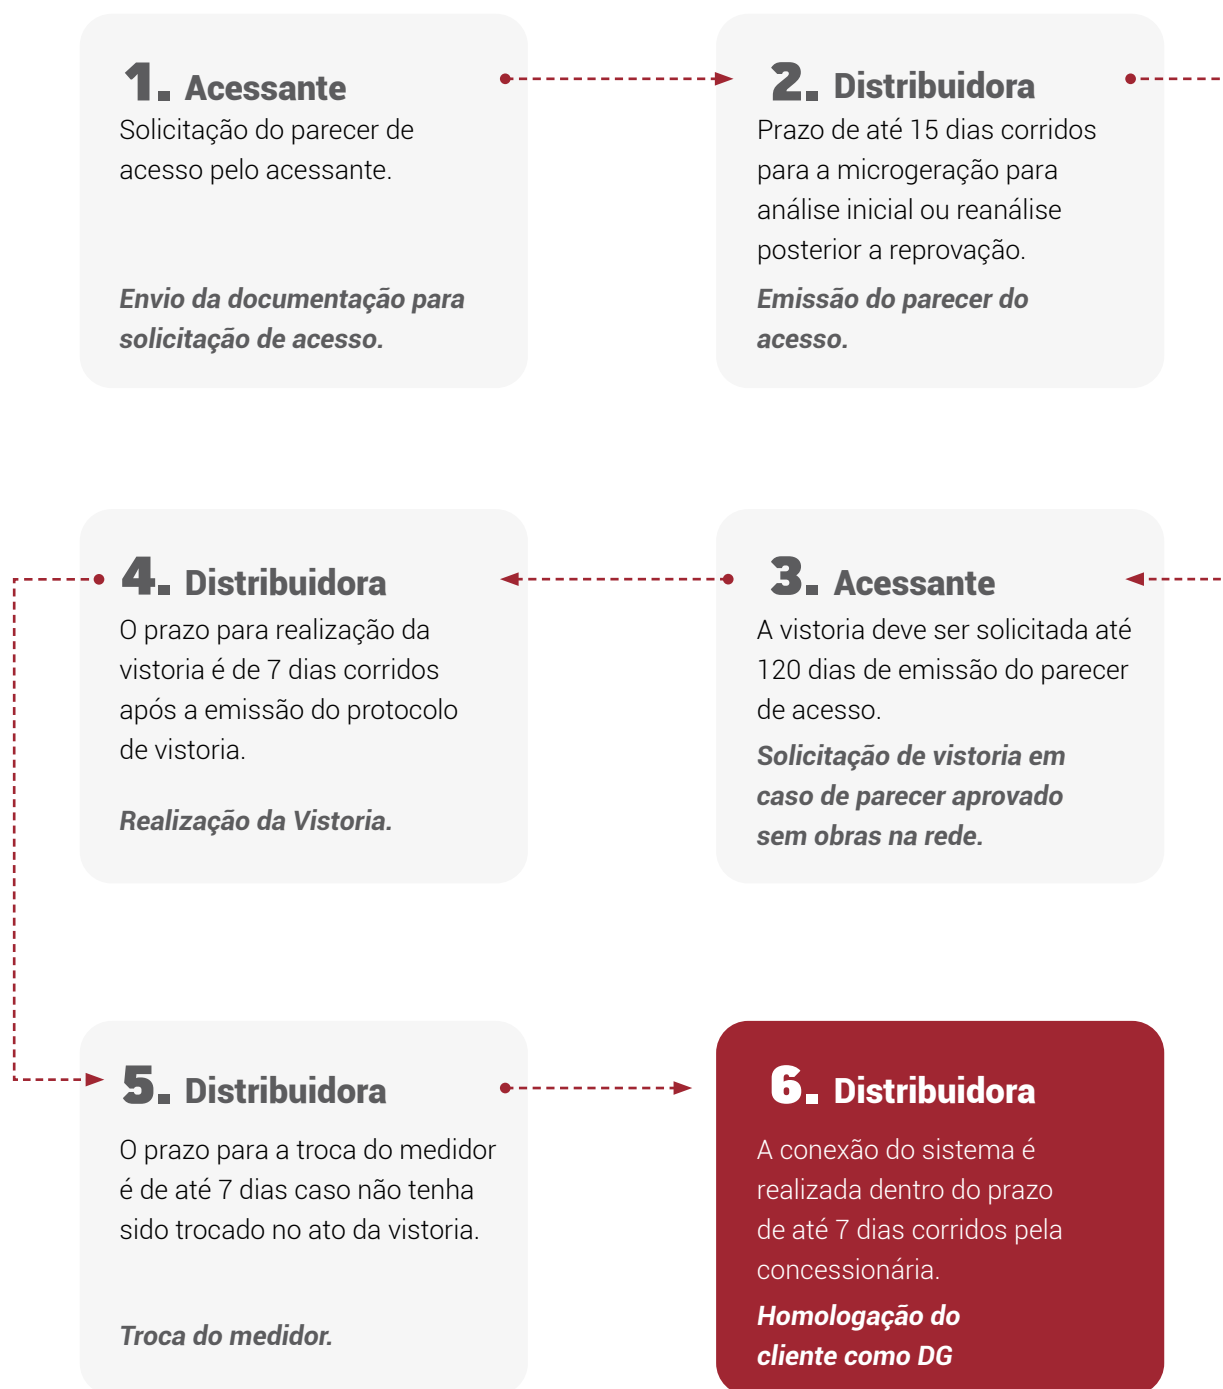 1. Acessante
Solicitação do parecer de
acesso pelo acessante.
Envio da documentação para
solicitação de acesso.
2. Distribuidora
Prazo de até 15 dias corridos
para a microgeração para
análise inicial ou reanálise
posterior a reprovação.
Emissão do parecer do
acesso.
3. Acessante
A vistoria deve ser solicitada até
120 dias de emissão do parecer
de acesso.
Solicitação de vistoria em
caso de parecer aprovado
sem obras na rede.
4. Distribuidora
O prazo para realização da
vistoria é de 7 dias corridos
após a emissão do protocolo
de vistoria.
Realização da Vistoria.
5. Distribuidora
O prazo para a troca do medidor
é de até 7 dias caso não tenha
sido trocado no ato da vistoria.
Troca do medidor.
6. Distribuidora
A conexão do sistema é
realizada dentro do prazo
de até 7 dias corridos pela
concessionária.
Homologação do
cliente como DG